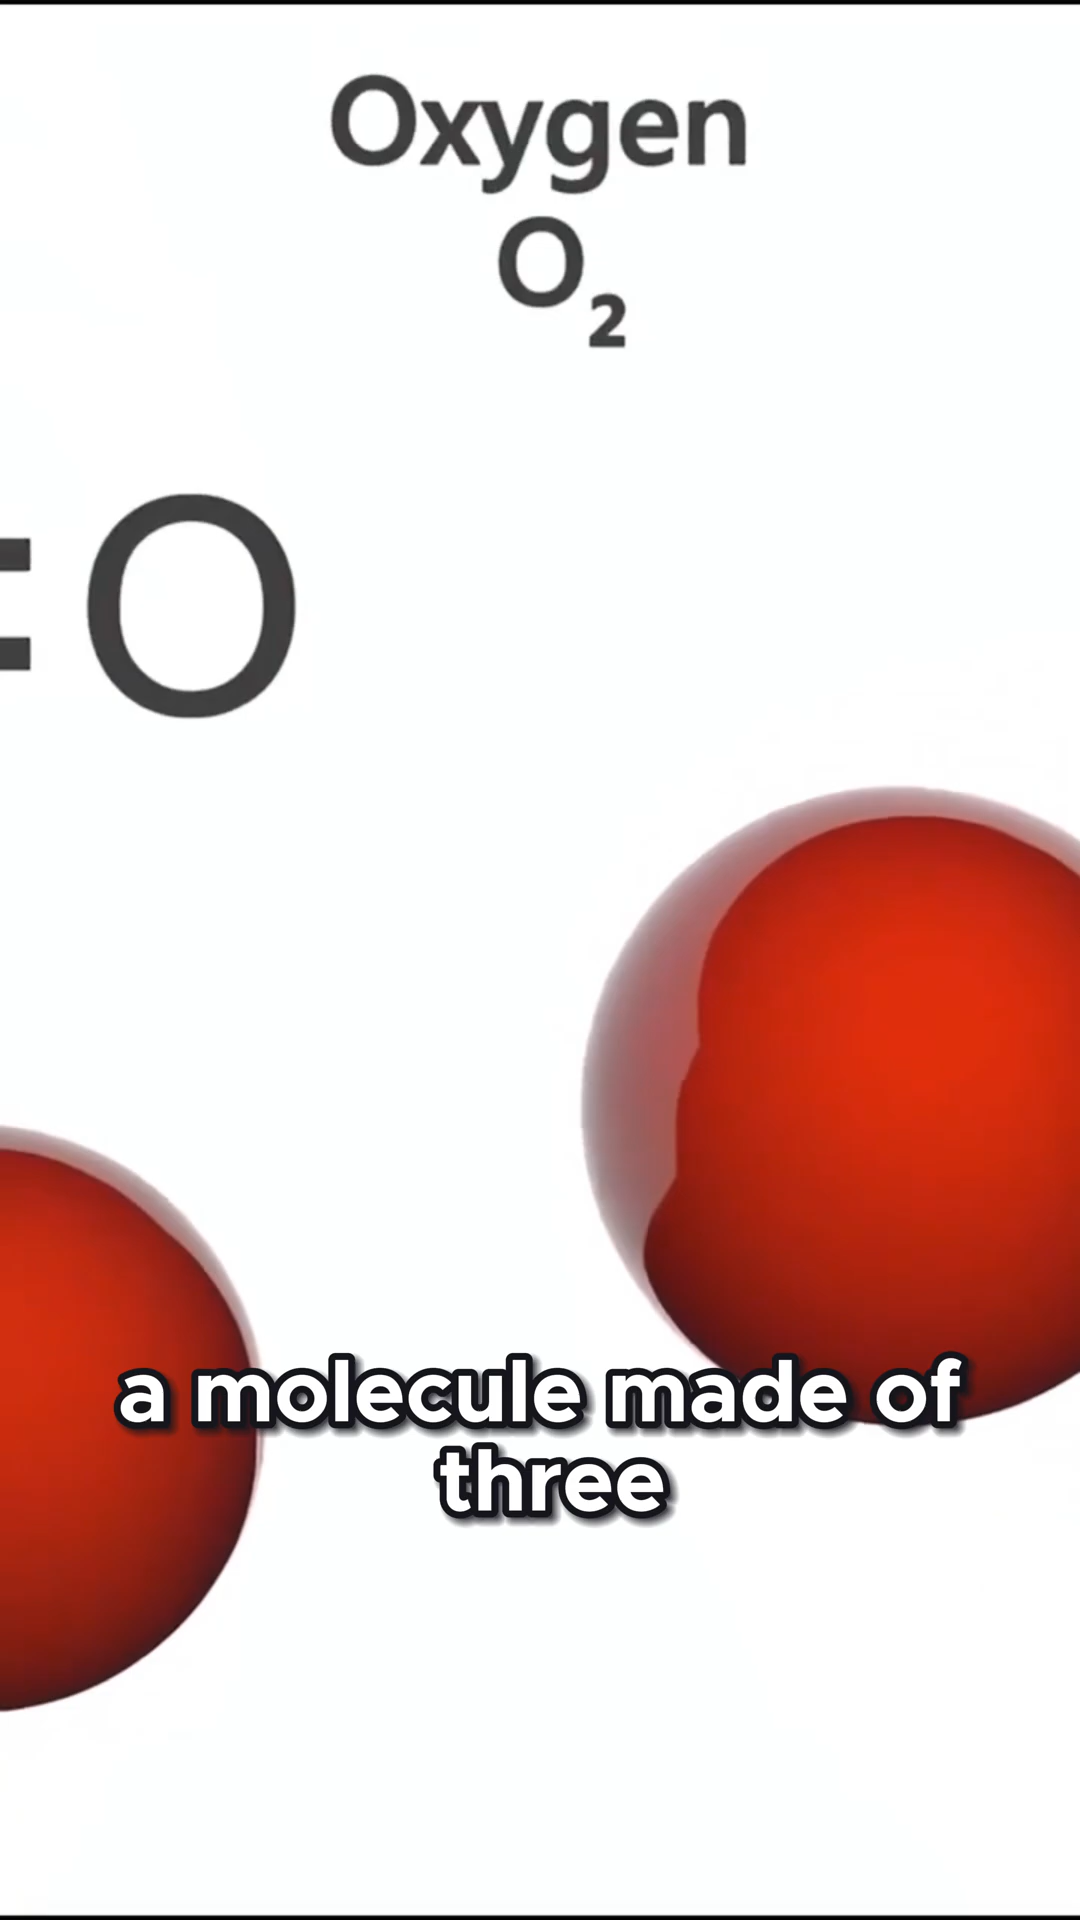 Oxygen
O₂
=O
a molecule made of
three